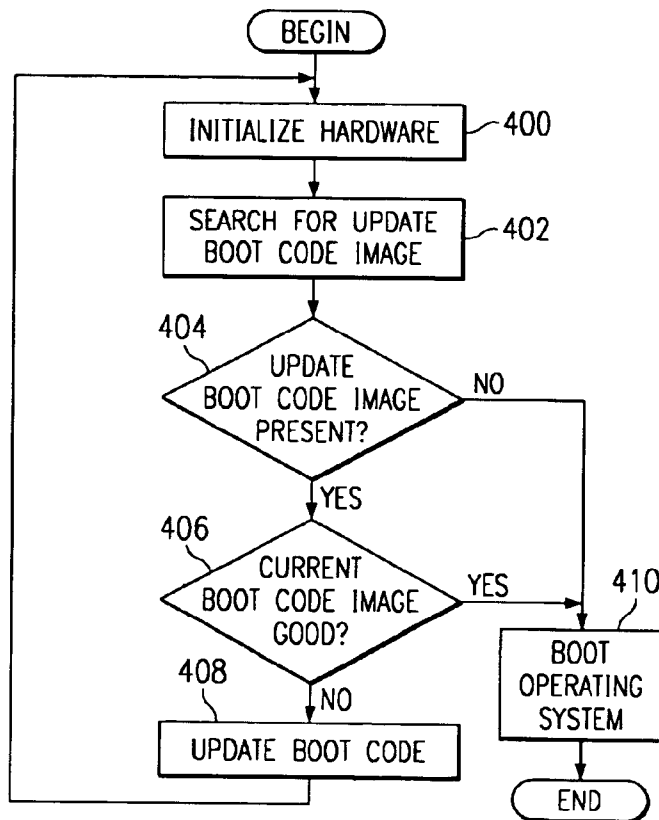 BEGIN
INITIALIZE HARDWARE
400
SEARCH FOR UPDATE
BOOT CODE IMAGE
402
404
UPDATE
BOOT CODE IMAGE
PRESENT?
NO
YES
406
CURRENT
BOOT CODE IMAGE
GOOD?
YES
410
BOOT
OPERATING
SYSTEM
NO
408
UPDATE BOOT CODE
END